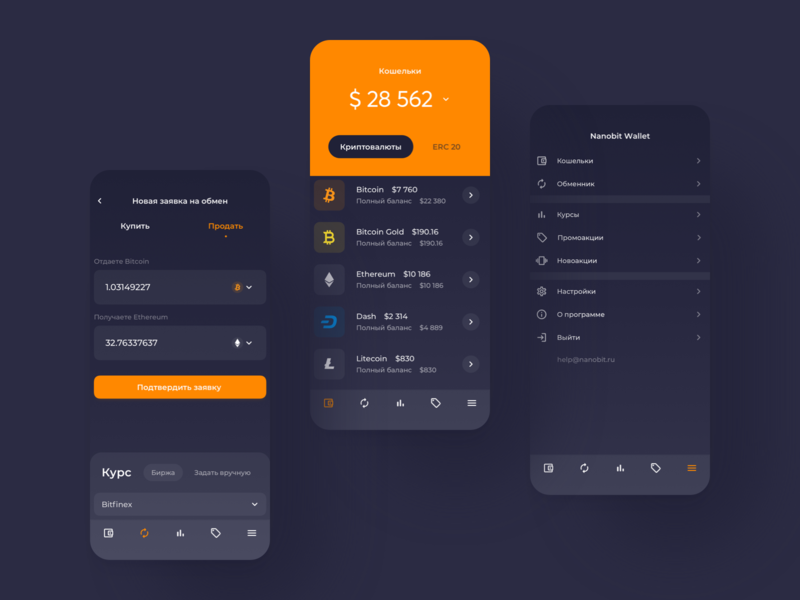 Новая заявка на обмен
Купить Продать
Отдаете Bitcoin
1.03149227
Получаете Ethereum
32.76337637
Подтвердить заявку
Курс Биржа Задать вручную
Bitfinex
Кошельки
$ 28 562
Криптовалюты ERC 20
Bitcoin $7 760
Полный баланс $22 380
Bitcoin Gold $190.16
Полный баланс $190.16
Ethereum $10 186
Полный баланс $10 186
Dash $2 314
Полный баланс $4 889
Litecoin $830
Полный баланс $830
Nanobit Wallet
Кошельки
Обменник
Курсы
Промоакции
Новоакции
Настройки
О программе
Выйти
help@nanobit.ru